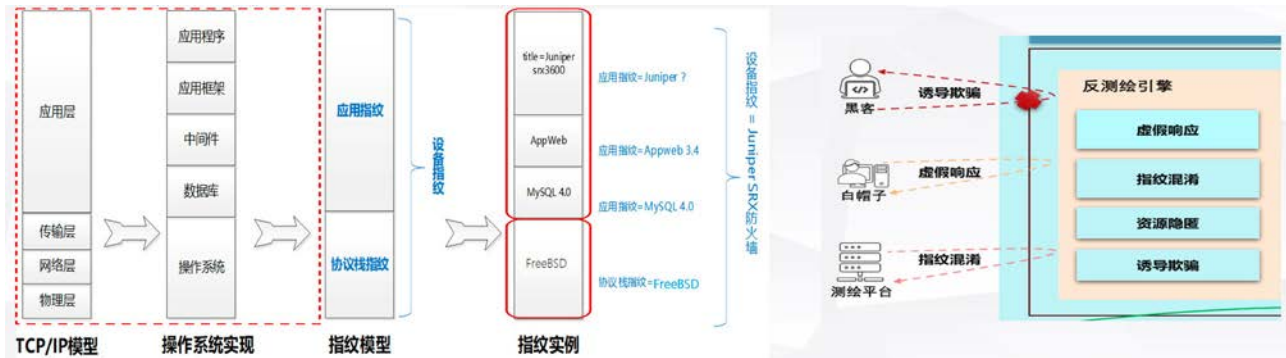 应用层
传输层
网络层
物理层
TCP/IP模型
应用程序
应用框架
中间件
数据库
操作系统
操作系统实现
应用指纹
协议栈指纹
指纹模型
设备指纹
title=Juniper
srx3600
AppWeb
MySQL 4.0
FreeBSD
指纹实例
应用指纹=Juniper ?
应用指纹=Appweb 3.4
应用指纹=MySQL 4.0
协议栈指纹=FreeBSD
设备指纹 = Juniper SRX防火墙
黑客
白帽子
测绘平台
诱导欺骗
虚假响应
指纹混淆
反测绘引擎
虚假响应
指纹混淆
资源隐匿
诱导欺骗